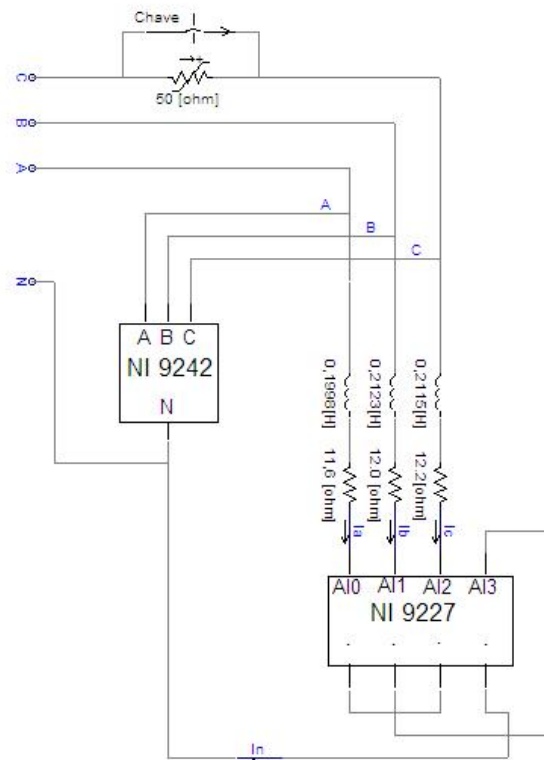 Chave
C
50 [ohm]
B
A
A
B
C
N
A B C
NI 9242
N
0,1998[H]
0,2123[H]
0,2115[H]
11,6 [ohm]
12.0 [ohm]
12.2[ohm]
Ia
Ib
Ic
AI0 AI1 AI2 AI3
NI 9227
In